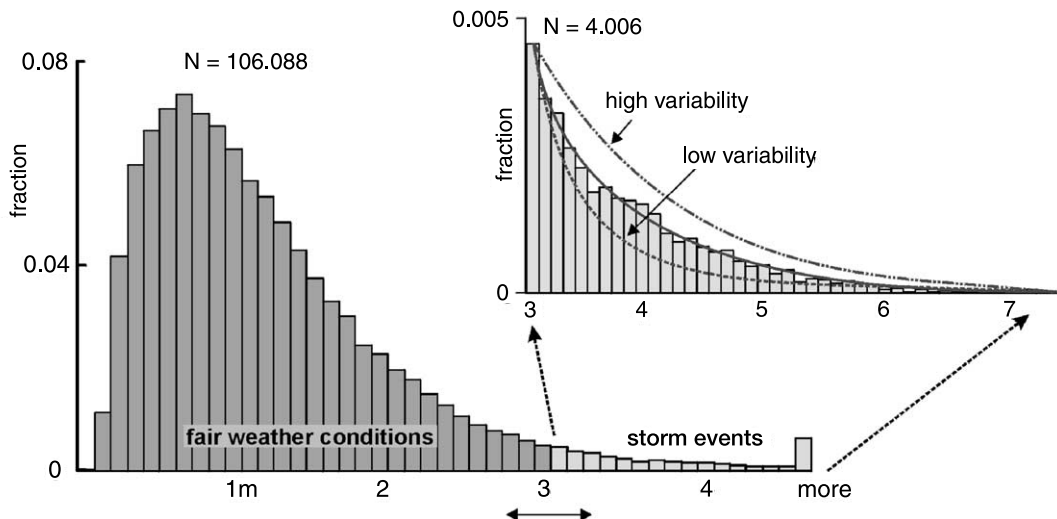 0.005
N = 4.006
0.08
N = 106.088
high variability
fraction
low variability
fraction
0.04
0
3
4
5
6
7
fair weather conditions
storm events
0
1m
2
3
4
more